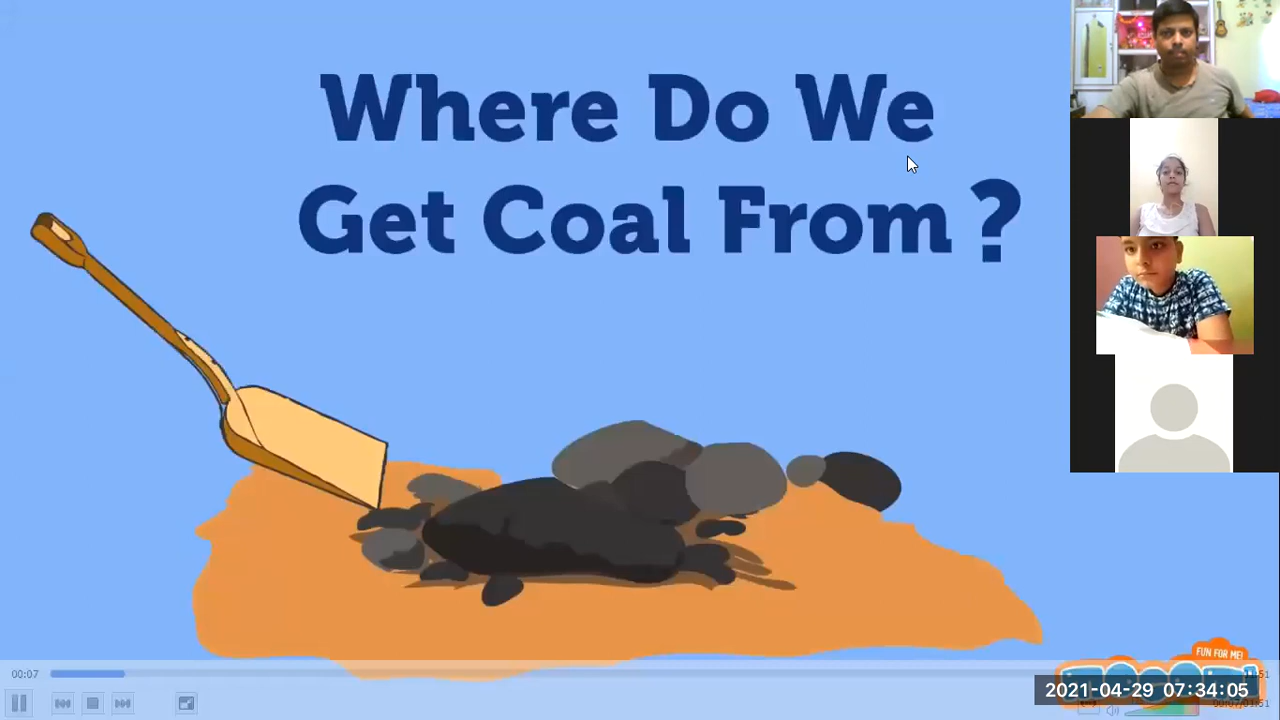 Where Do We
Get Coal From ?
00:07
FUN FOR ME!
2021-04-29 07:34:05